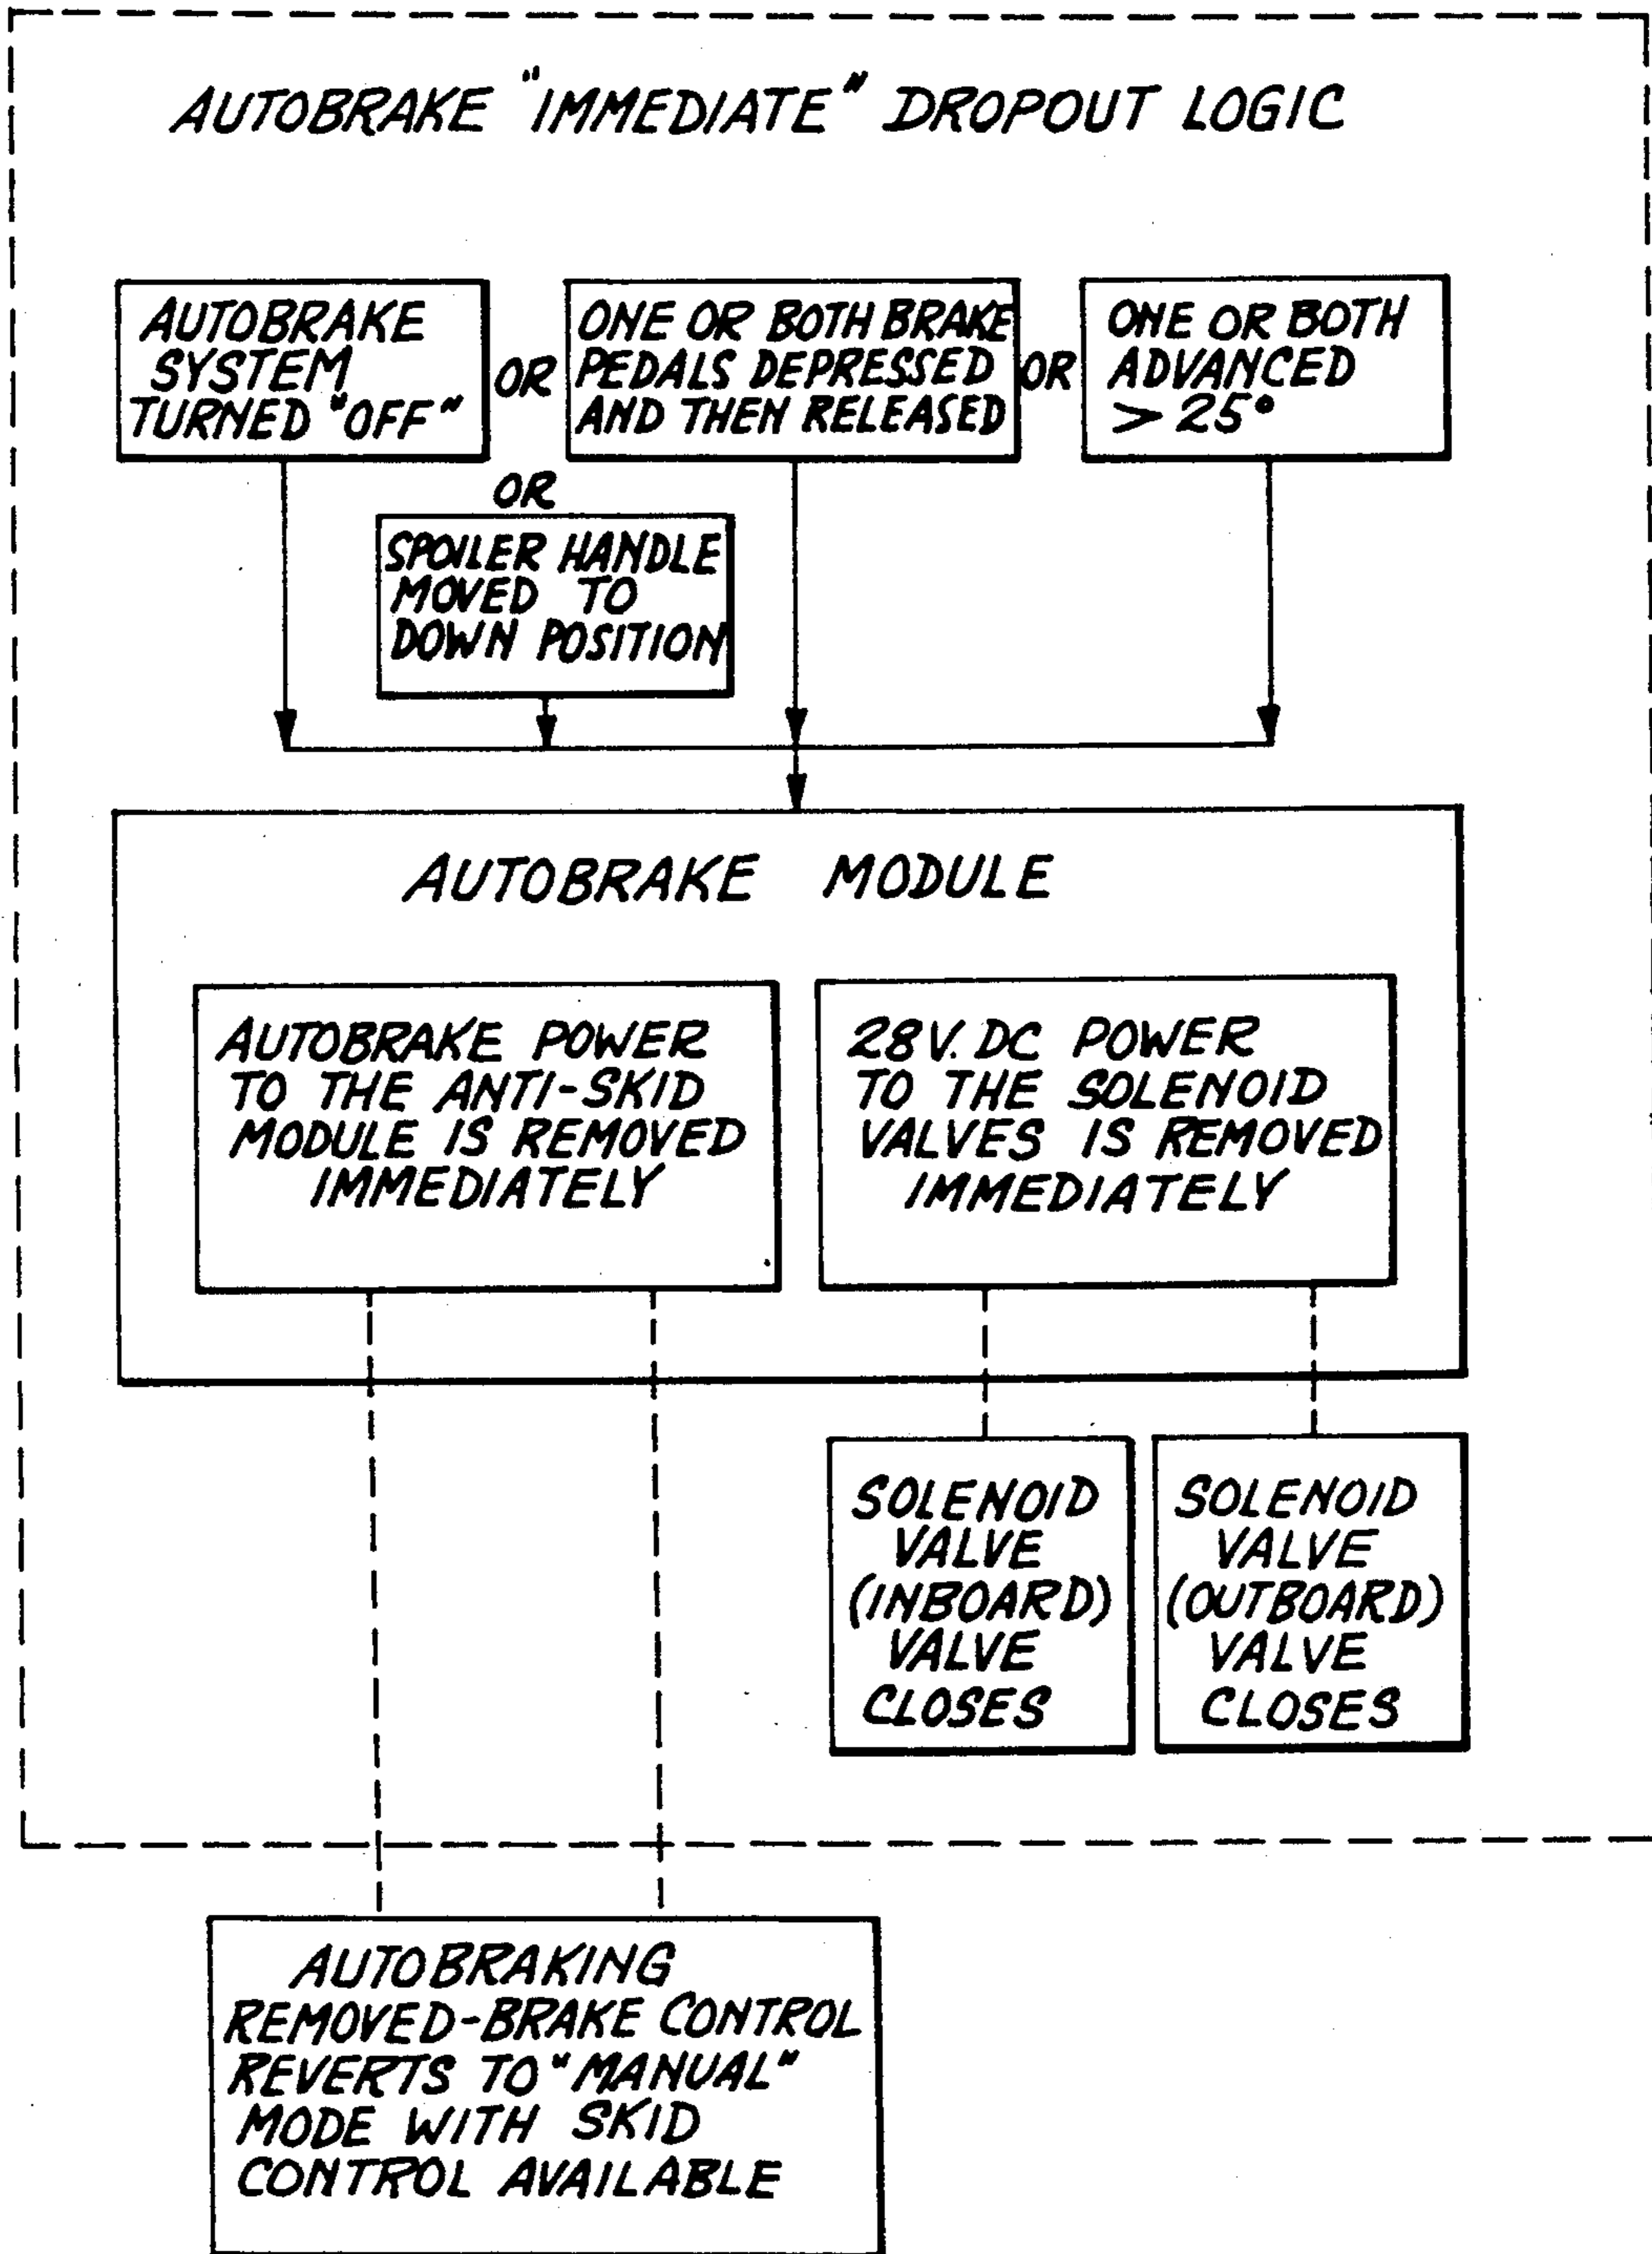 AUTOBRAKE "IMMEDIATE" DROPOUT LOGIC
AUTOBRAKE
SYSTEM
TURNED "OFF"
OR
ONE OR BOTH BRAKE
PEDALS DEPRESSED
AND THEN RELEASED
OR
ONE OR BOTH
ADVANCED
> 25°
OR
SPOILER HANDLE
MOVED TO
DOWN POSITION
AUTOBRAKE MODULE
AUTOBRAKE POWER
TO THE ANTI-SKID
MODULE IS REMOVED
IMMEDIATELY
28 V. DC POWER
TO THE SOLENOID
VALVES IS REMOVED
IMMEDIATELY
SOLENOID
VALVE
(INBOARD)
VALVE
CLOSES
SOLENOID
VALVE
(OUTBOARD)
VALVE
CLOSES
AUTOBRAKING
REMOVED-BRAKE CONTROL
REVERTS TO "MANUAL"
MODE WITH SKID
CONTROL AVAILABLE